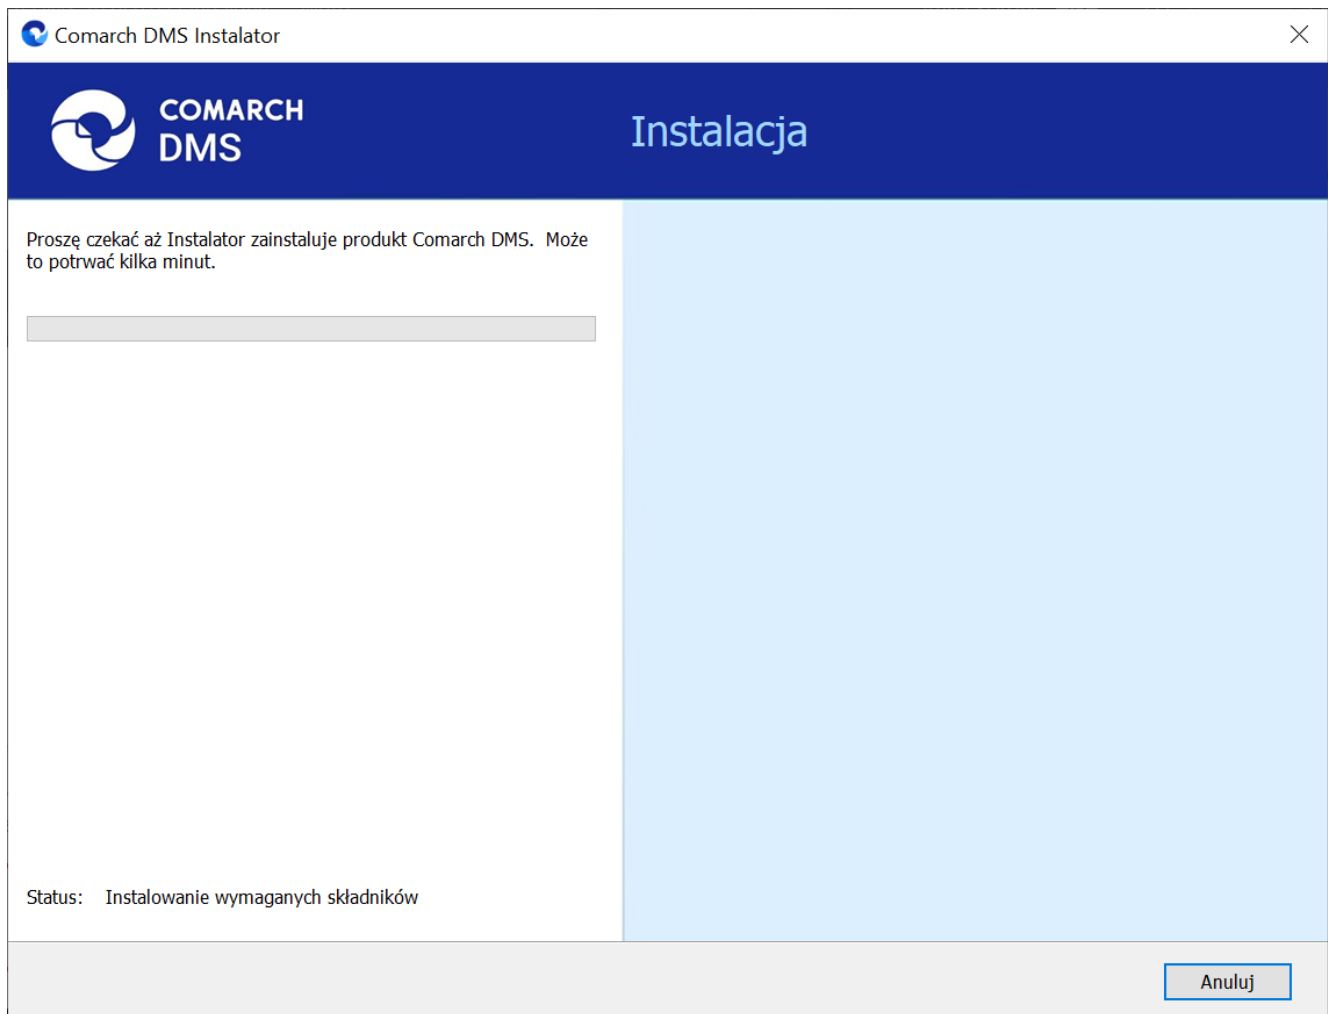 Comarch DMS Instalator
COMARCH
DMS
Instalacja
Proszę czekać aż Instalator zainstaluje produkt Comarch DMS.  Może
to potrwać kilka minut.
Status: Instalowanie wymaganych składników
Anuluj